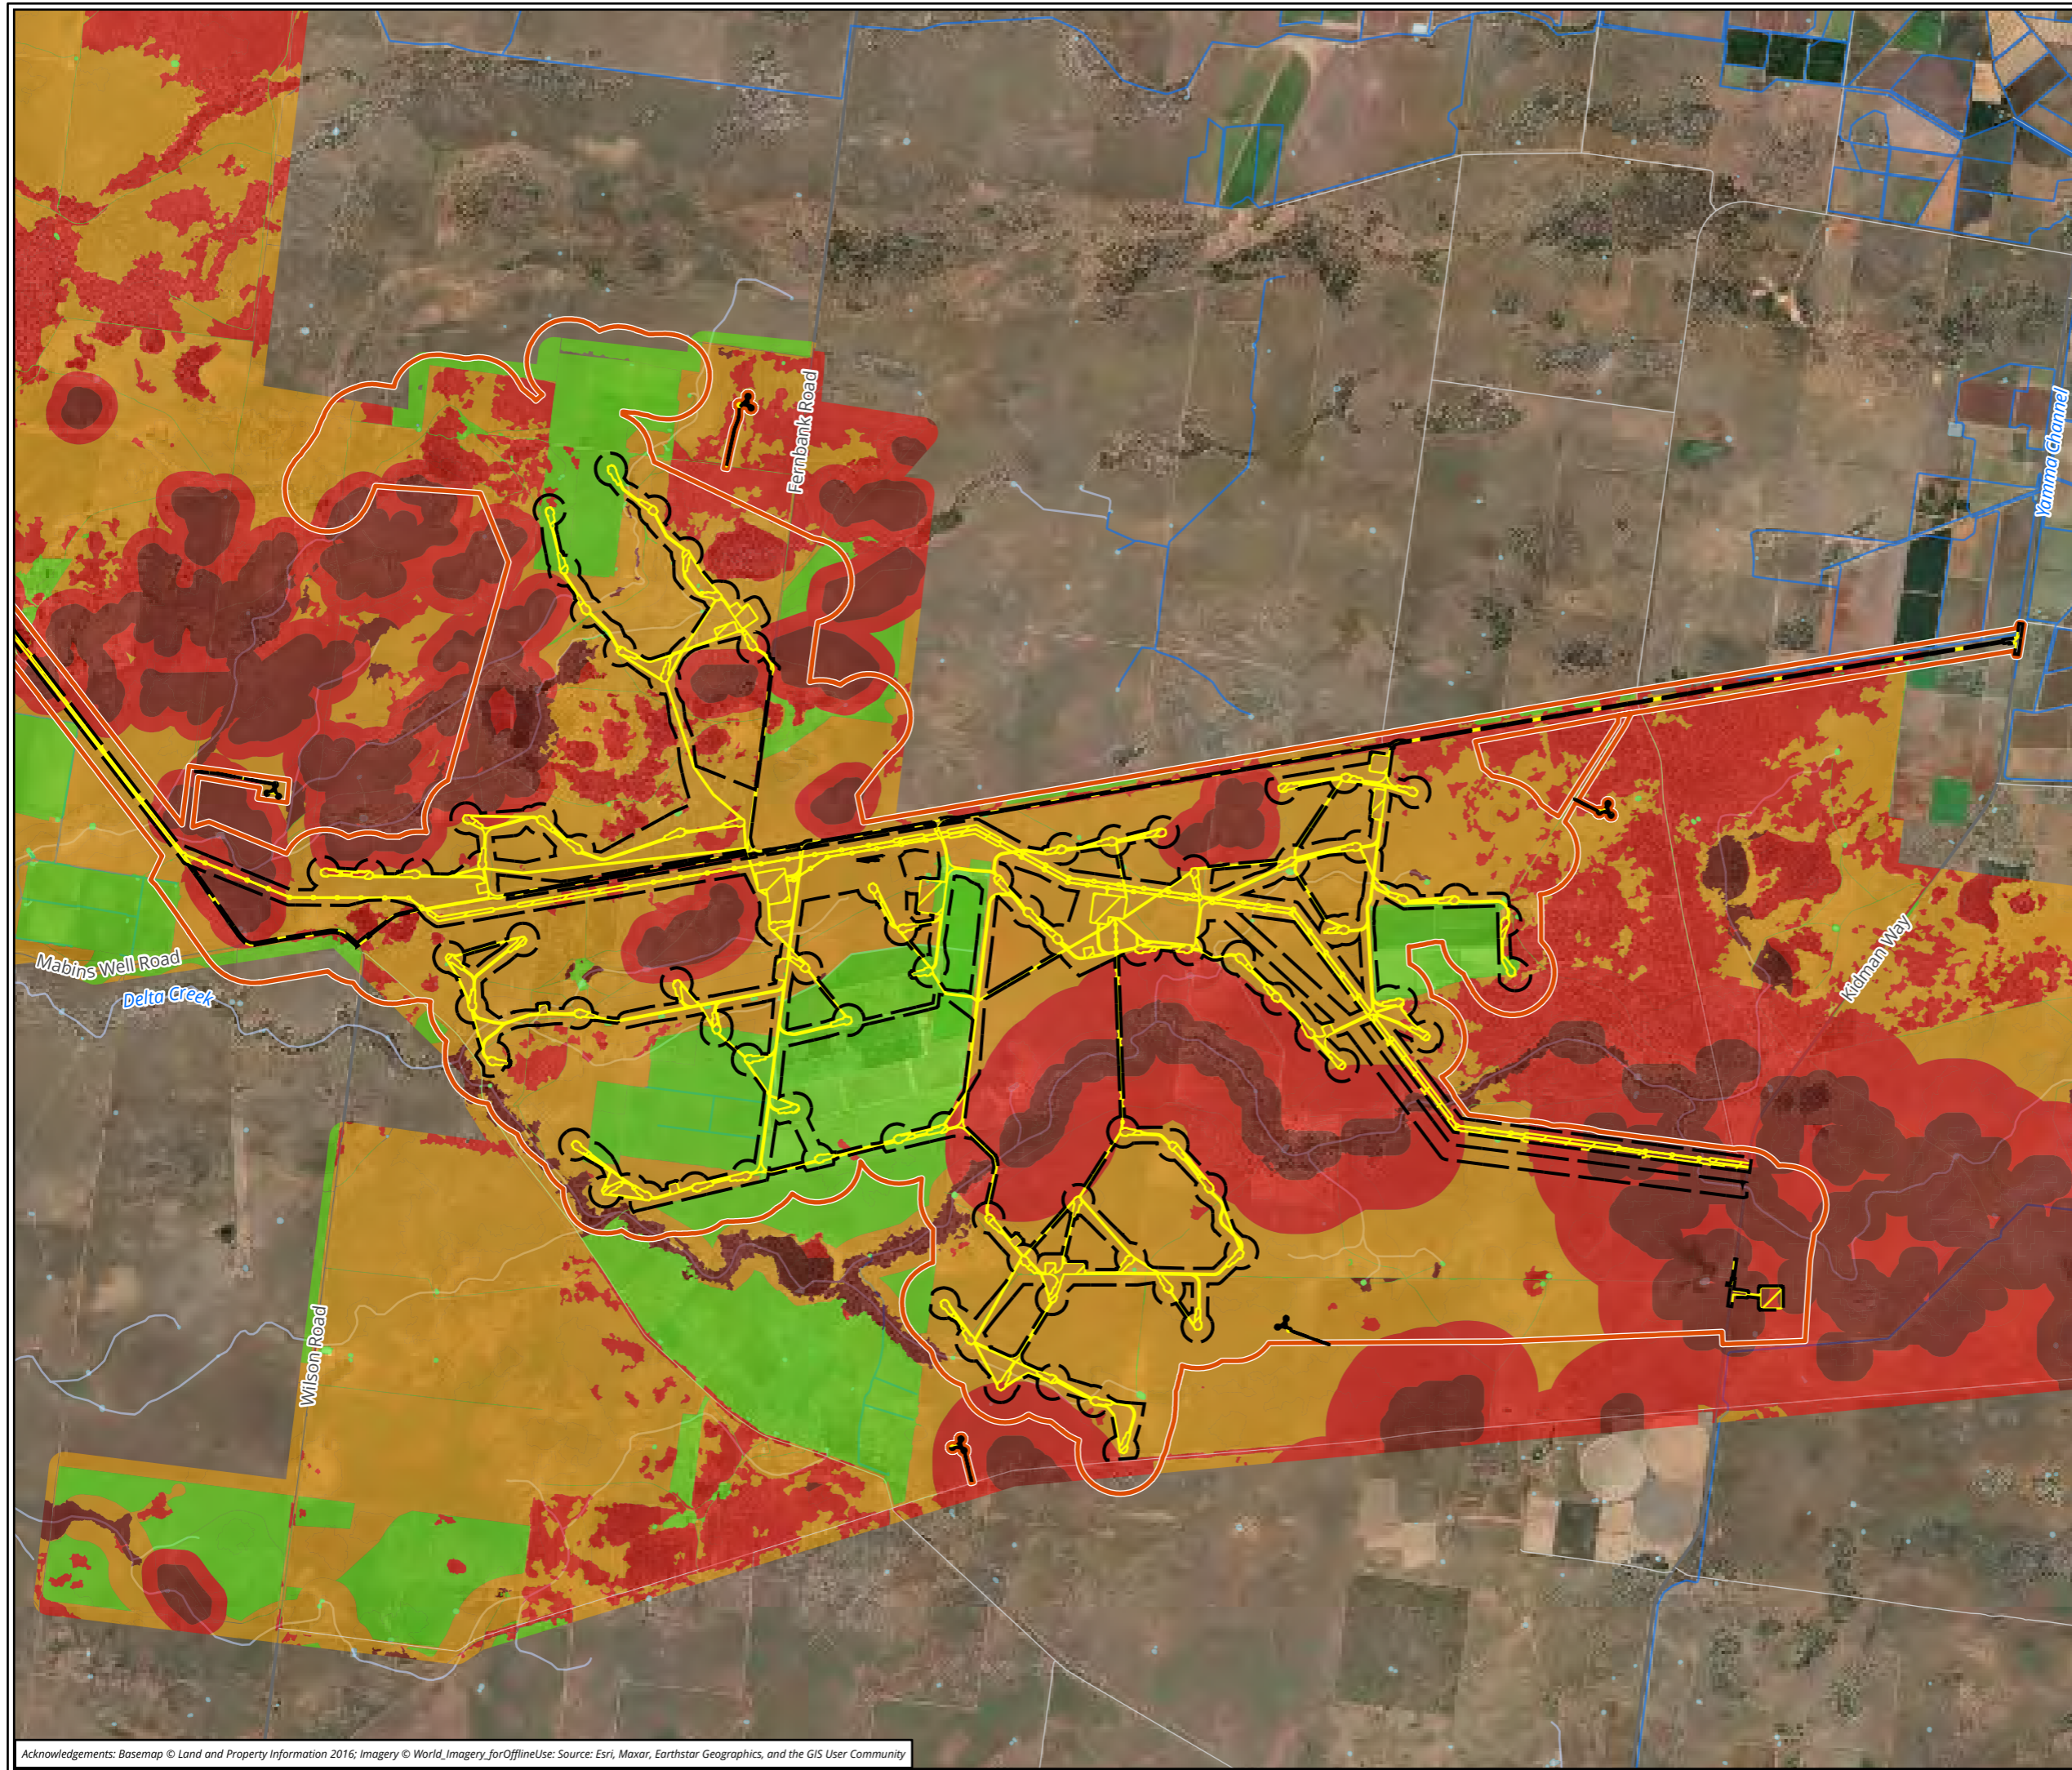 Fernbank Road
Yamma Channel
Mabins Well Road
Delta Creek
Kidman Way
Wilson Road
Acknowledgements: Basemap © Land and Property Information 2016; Imagery © World_Imagery_forOfflineUse: Source: Esri, Maxar, Earthstar Geographics, and the GIS User Community